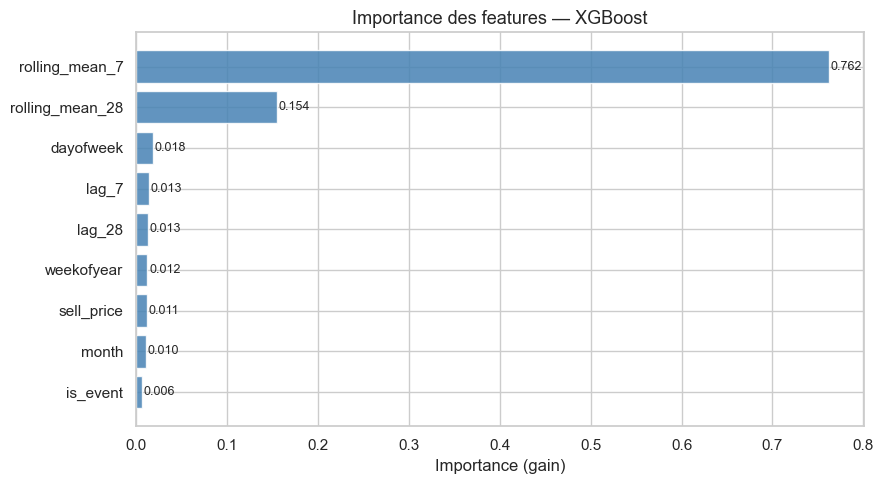 Importance des features — XGBoost
rolling_mean_7 0.762
rolling_mean_28 0.154
dayofweek 0.018
lag_7 0.013
lag_28 0.013
weekofyear 0.012
sell_price 0.011
month 0.010
is_event 0.006
0.0 0.1 0.2 0.3 0.4 0.5 0.6 0.7 0.8
Importance (gain)